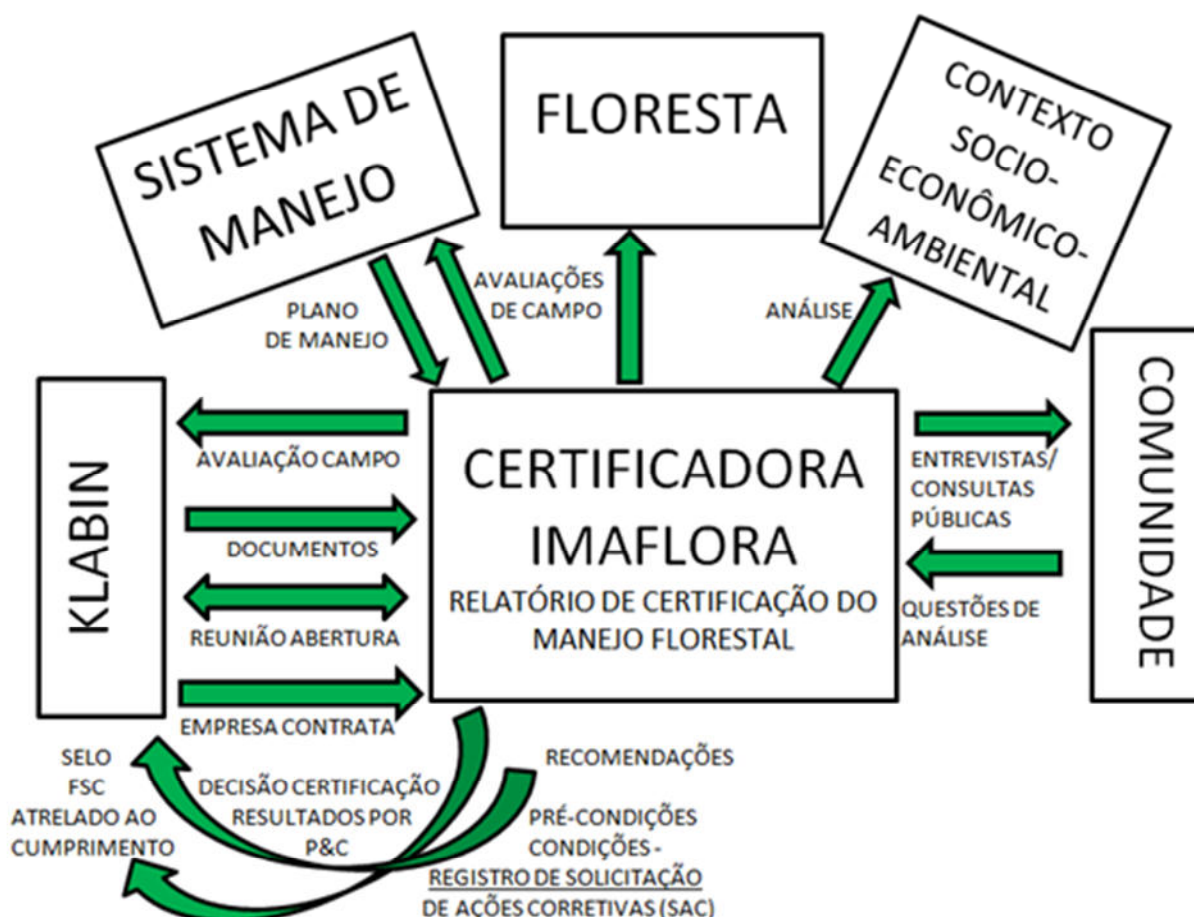 SISTEMA DE
MANEJO
FLORESTA
CONTEXTO
SOCIO-
ECONÔMICO-
AMBIENTAL
PLANO
DE MANEJO
AVALIAÇÕES
DE CAMPO
ANÁLISE
KLABIN
AVALIAÇÃO CAMPO
DOCUMENTOS
REUNIÃO ABERTURA
EMPRESA CONTRATA
CERTIFICADORA
IMAFLORA
RELATÓRIO DE CERTIFICAÇÃO DO
MANEJO FLORESTAL
ENTREVISTAS/
CONSULTAS
PÚBLICAS
QUESTÕES DE
ANÁLISE
COMUNIDADE
SELO
FSC
ATRELADO AO
CUMPRIMENTO
DECISÃO CERTIFICAÇÃO
RESULTADOS POR
P&C
RECOMENDAÇÕES
PRÉ-CONDIÇÕES
CONDIÇÕES -
REGISTRO DE SOLICITAÇÃO
DE AÇÕES CORRETIVAS (SAC)